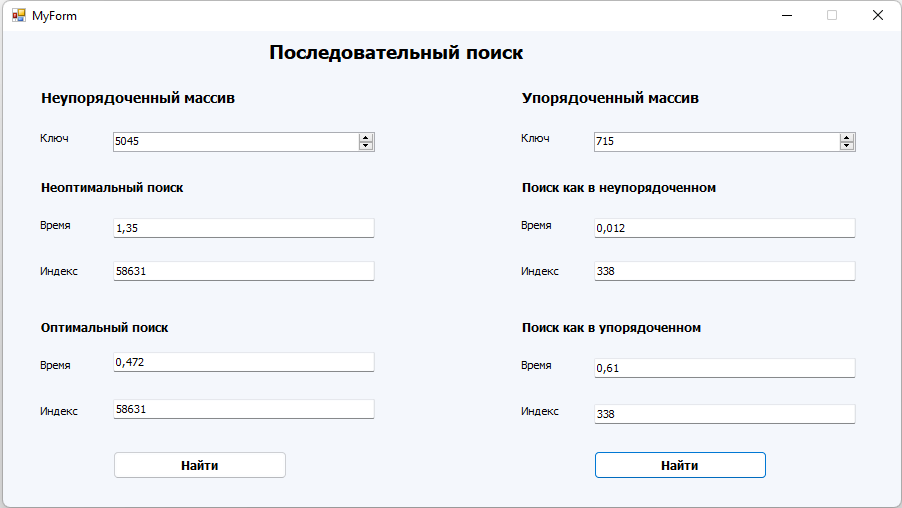 MyForm
Последовательный поиск
Неупорядоченный массив
Ключ 5045
Неоптимальный поиск
Время 1,35
Индекс 58631
Оптимальный поиск
Время 0,472
Индекс 58631
Найти
Упорядоченный массив
Ключ 715
Поиск как в неупорядоченном
Время 0,012
Индекс 338
Поиск как в упорядоченном
Время 0,61
Индекс 338
Найти